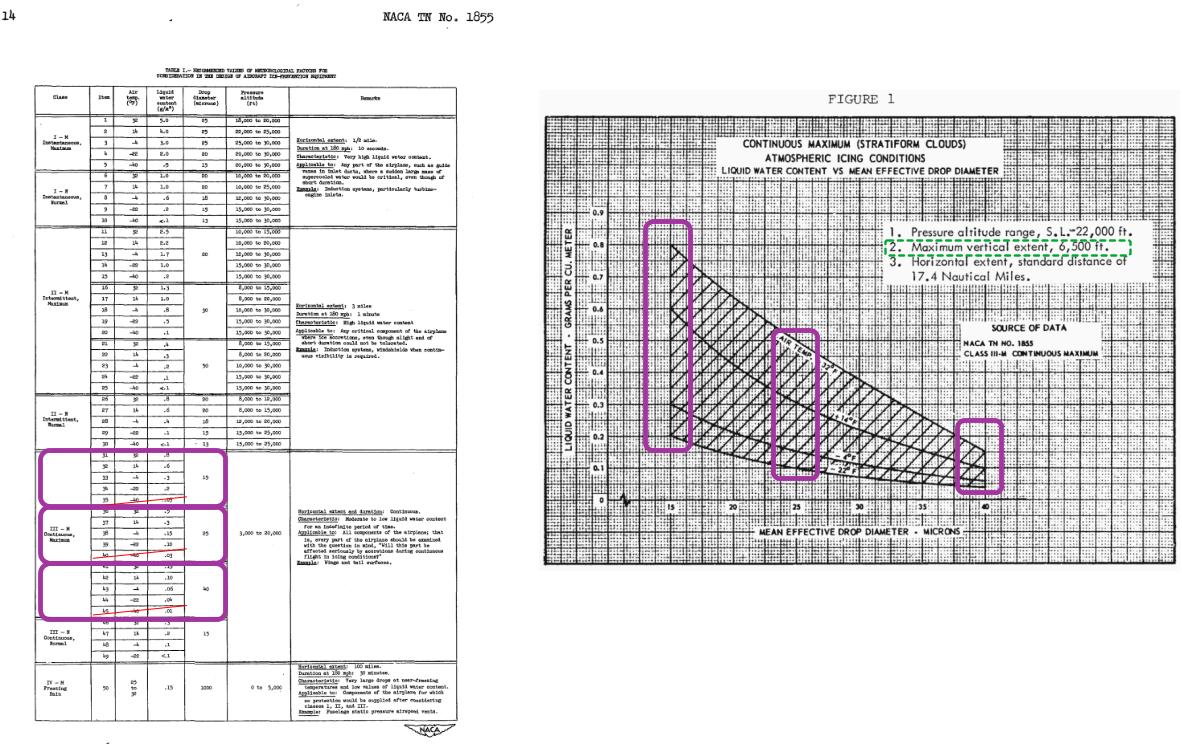 14
NACA TN No. 1855
TABLE I.- RECOMMENDED VALUES OF METEOROLOGICAL FACTORS FOR
CONSIDERATION IN THE DESIGN OF AIRCRAFT ICE-PREVENTION EQUIPMENT
Class Item Air temp. (°F) Liquid water content (g/m³) Drop diameter (microns) Pressure altitude (ft) Remarks
I - M
Instantaneous,
Maximum
1 32 5.0 25 18,000 to 20,000
2 14 4.0 25 22,000 to 25,000
3 -4 3.0 25 25,000 to 30,000
4 -22 2.0 20 20,000 to 30,000
5 -40 .5 15 20,000 to 30,000
I - N
Instantaneous,
Normal
6 32 1.0 20 10,000 to 20,000
7 14 1.0 20 10,000 to 25,000
8 -4 .6 18 12,000 to 30,000
9 -22 .2 15 15,000 to 30,000
10 -40 <.1 13 15,000 to 30,000
Horizontal extent: 1/2 mile.
Duration at 180 mph: 10 seconds.
Characteristic: Very high liquid water content.
Applicable to: Any part of the airplane, such as guide
vanes in inlet ducts, where a sudden large mass of
supercooled water would be critical, even though of
short duration.
Example: Induction systems, particularly turbine-
engine inlets.
II - M
Intermittent,
Maximum
11 32 2.5 10,000 to 15,000
12 14 2.2 10,000 to 20,000
13 -4 1.7 20 12,000 to 30,000
14 -22 1.0 15,000 to 30,000
15 -40 .2 15,000 to 30,000
16 32 1.3 8,000 to 15,000
17 14 1.0 8,000 to 20,000
18 -4 .8 30 10,000 to 30,000
19 -22 .5 15,000 to 30,000
20 -40 .1 15,000 to 30,000
21 32 .4 8,000 to 15,000
22 14 .3 8,000 to 20,000
23 -4 .2 50 10,000 to 30,000
24 -22 .1 15,000 to 30,000
25 -40 <.1 15,000 to 30,000
II - N
Intermittent,
Normal
26 32 .8 20 8,000 to 12,000
27 14 .6 20 8,000 to 15,000
28 -4 .4 18 12,000 to 20,000
29 -22 .1 15 15,000 to 25,000
30 -40 <.1 13 15,000 to 25,000
Horizontal extent: 3 miles
Duration at 180 mph: 1 minute
Characteristic: High liquid water content
Applicable to: Any critical component of the airplane
where ice accretions, even though slight and of
short duration could not be tolerated.
Example: Induction systems, windshields when contin-
uous visibility is required.
III - M
Continuous,
Maximum
31 32 .8
32 14 .6
33 -4 .3 15
34 -22 .2
35 -40 .05
36 32 .5
37 14 .3
38 -4 .15 25 3,000 to 20,000
39 -22 .10
40 -40 .03
41 32 .15
42 14 .10
43 -4 .06 40
44 -22 .04
45 -40 .01
III - N
Continuous,
Normal
46 32 .3
47 14 .2 15
48 -4 .1
49 -22 <.1
Horizontal extent and duration: Continuous.
Characteristic: Moderate to low liquid water content
for an indefinite period of time.
Applicable to: All components of the airplane; that
is, every part of the airplane should be examined
with the question in mind, "Will this part be
affected seriously by accretions during continuous
flight in icing conditions?"
Example: Wings and tail surfaces.
IV - M
Freezing
Rain
50 25 to 32 .15 1000 0 to 5,000
Horizontal extent: 100 miles.
Duration at 180 mph: 30 minutes.
Characteristic: Very large drops at near-freezing
temperatures and low values of liquid water content.
Applicable to: Components of the airplane for which
no protection would be supplied after considering
classes I, II, and III.
Example: Fuselage static pressure airspeed vents.
NACA
FIGURE 1
CONTINUOUS MAXIMUM (STRATIFORM CLOUDS)
ATMOSPHERIC ICING CONDITIONS
LIQUID WATER CONTENT VS MEAN EFFECTIVE DROP DIAMETER
1. Pressure altitude range, S.L.-22,000 ft.
2. Maximum vertical extent, 6,500 ft.
3. Horizontal extent, standard distance of
17.4 Nautical Miles.
SOURCE OF DATA
NACA TN NO. 1855
CLASS III-M CONTINUOUS MAXIMUM
LIQUID WATER CONTENT - GRAMS PER CU. METER
0.9
0.8
0.7
0.6
0.5
0.4
0.3
0.2
0.1
0
AIR TEMP 32°F
+14°F
-4°F
-22°F
15 20 25 30 35 40
MEAN EFFECTIVE DROP DIAMETER - MICRONS